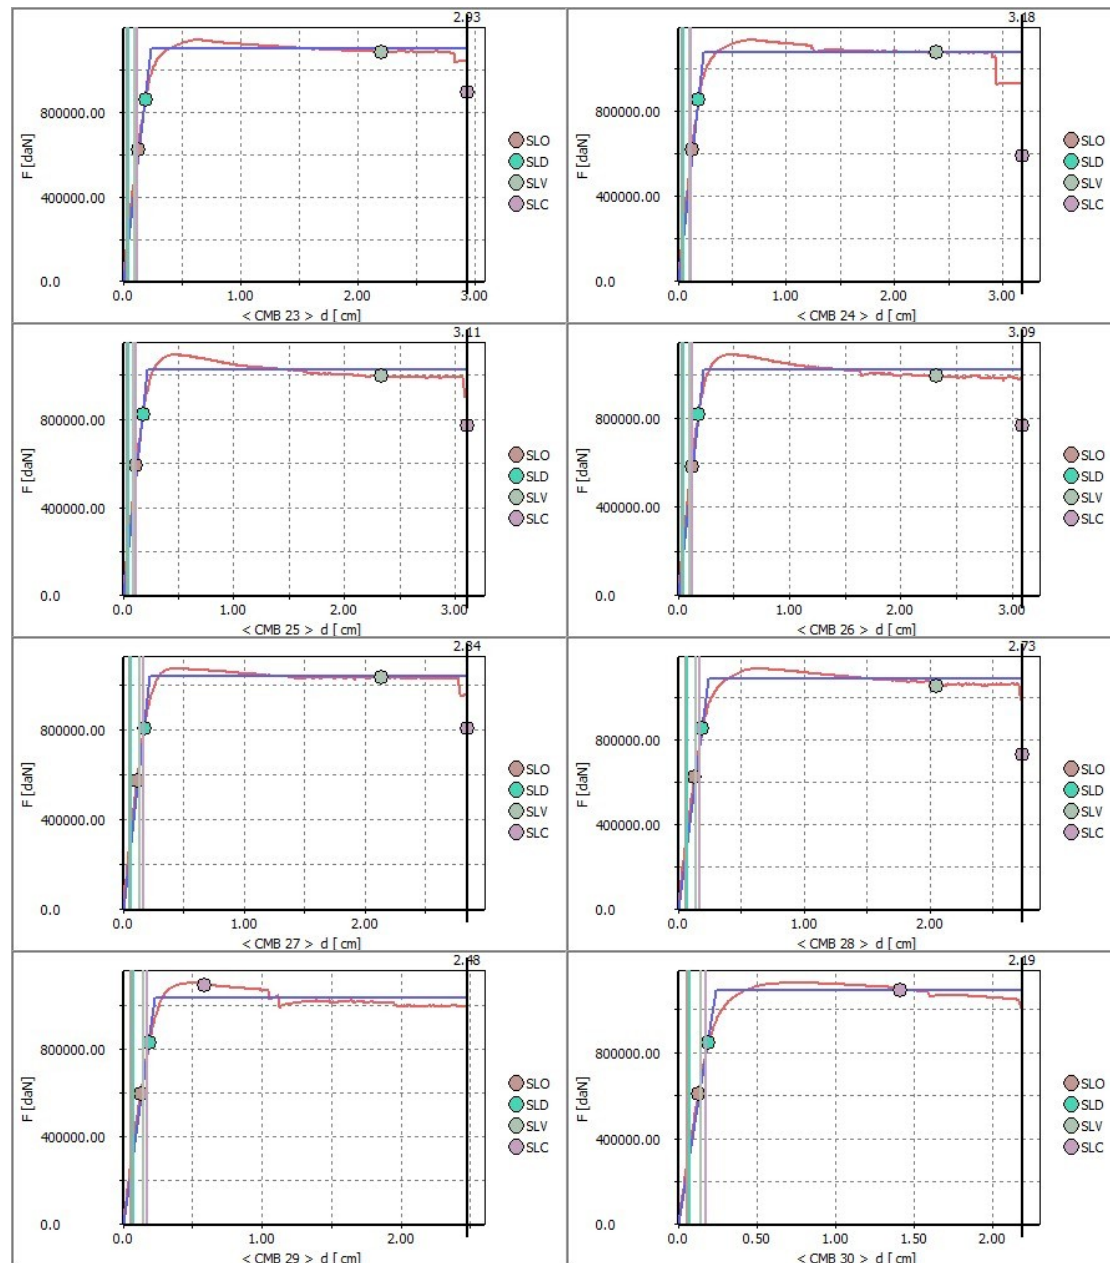 2.93
F [daN]
800000.00
400000.00
0.0
0.0 1.00 2.00 3.00
< CMB 23 > d [ cm]
SLO
SLD
SLV
SLC
3.18
F [daN]
800000.00
400000.00
0.0
0.0 1.00 2.00 3.00
< CMB 24 > d [ cm]
SLO
SLD
SLV
SLC
3.11
F [daN]
800000.00
400000.00
0.0
0.0 1.00 2.00 3.00
< CMB 25 > d [ cm]
SLO
SLD
SLV
SLC
3.09
F [daN]
800000.00
400000.00
0.0
0.0 1.00 2.00 3.00
< CMB 26 > d [ cm]
SLO
SLD
SLV
SLC
2.84
F [daN]
800000.00
400000.00
0.0
0.0 1.00 2.00
< CMB 27 > d [ cm]
SLO
SLD
SLV
SLC
2.73
F [daN]
800000.00
400000.00
0.0
0.0 1.00 2.00
< CMB 28 > d [ cm]
SLO
SLD
SLV
SLC
2.48
F [daN]
800000.00
400000.00
0.0
0.0 1.00 2.00
< CMB 29 > d [ cm]
SLO
SLD
SLV
SLC
2.19
F [daN]
800000.00
400000.00
0.0
0.0 0.50 1.00 1.50 2.00
< CMB 30 > d [ cm]
SLO
SLD
SLV
SLC